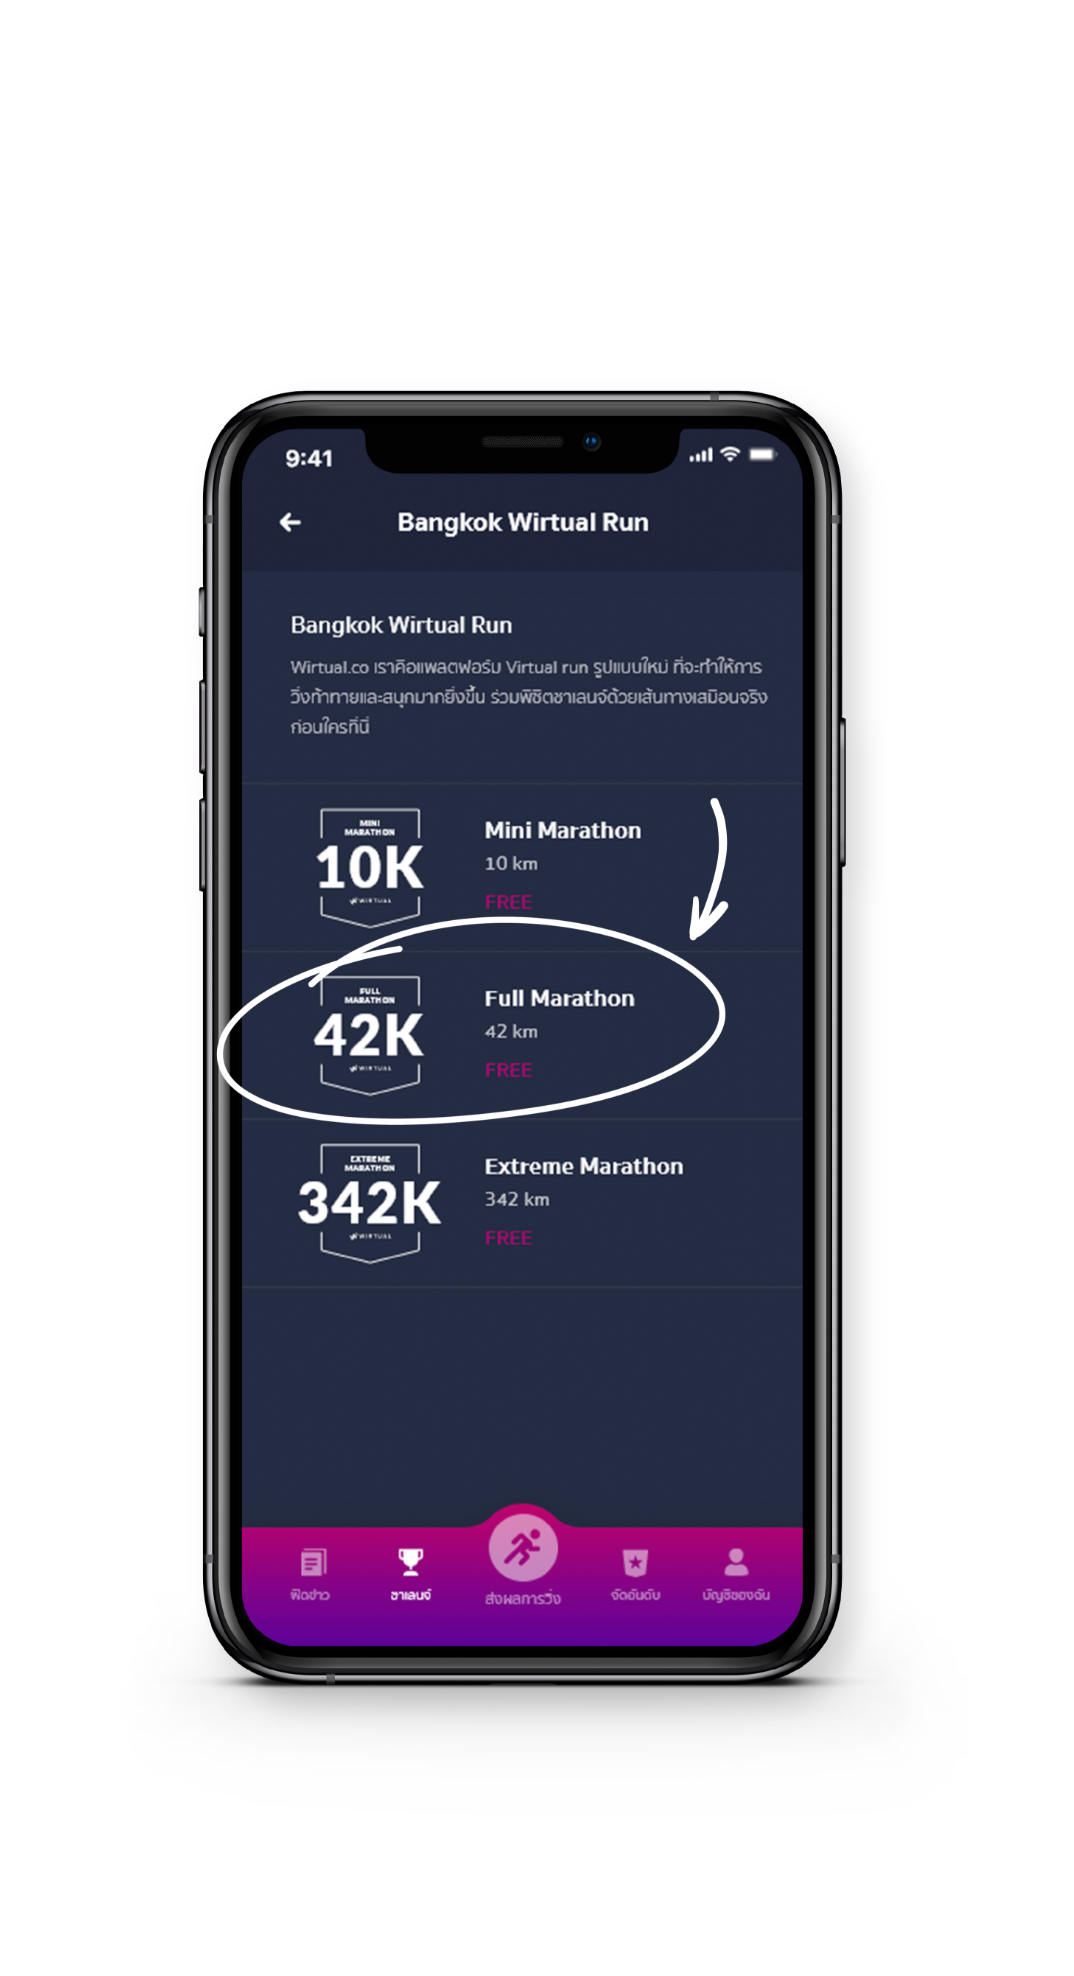 9:41
Bangkok Wirtual Run
Bangkok Wirtual Run
Wirtual.co เราคือแพลตฟอร์ม Virtual run รูปแบบใหม่ ที่จะทำให้การ
วิ่งท้าทายและสนุกมากยิ่งขึ้น ร่วมพิชิตชาเลนจ์ด้วยเส้นทางเสมือนจริง
ก่อนใครที่นี่
MINI
MARATHON
10K
WIRTUAL
Mini Marathon
10 km
FREE
FULL
MARATHON
42K
WIRTUAL
Full Marathon
42 km
FREE
EXTREME
MARATHON
342K
WIRTUAL
Extreme Marathon
342 km
FREE
ฟีดข่าว
ชาเลนจ์
ส่งผลการวิ่ง
จัดอันดับ
บัญชีของฉัน